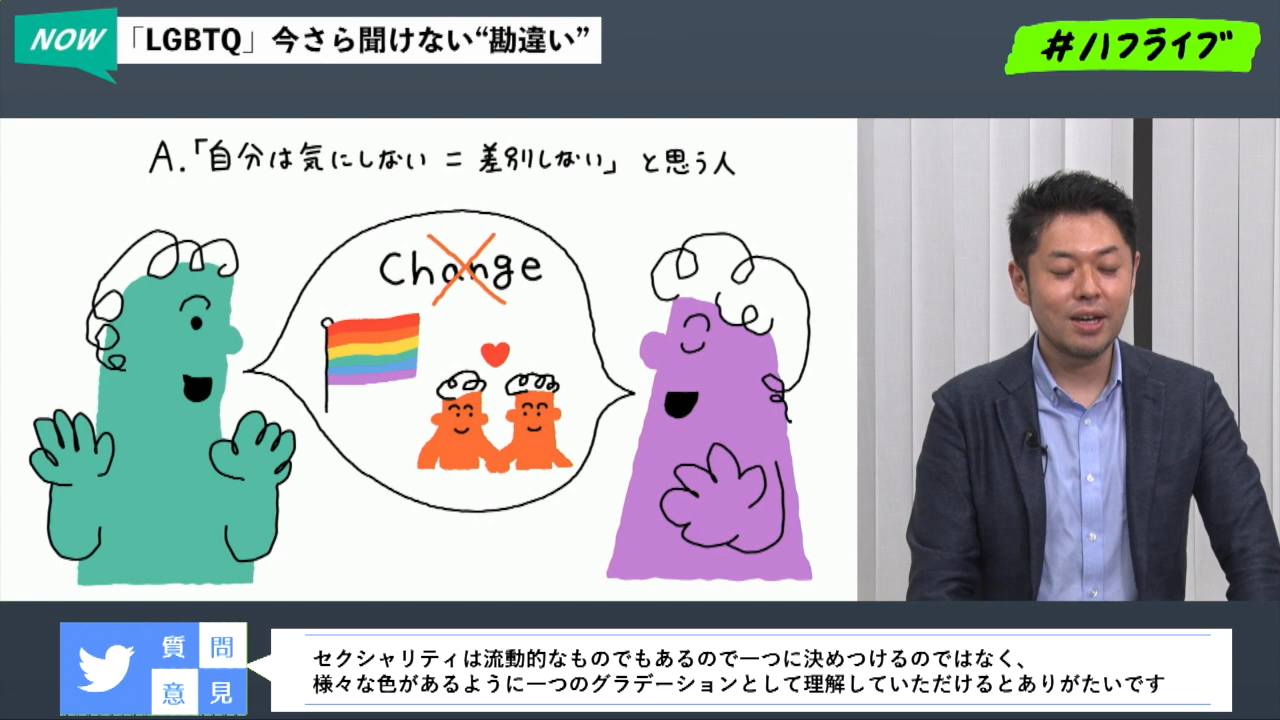 NOW
「LGBTQ」今さら聞けない“勘違い”
#ハフライブ
A.「自分は気にしない = 差別しない」と思う人
Change
質問
意見
セクシャリティは流動的なものでもあるので一つに決めつけるのではなく、
様々な色があるように一つのグラデーションとして理解していただけるとありがたいです